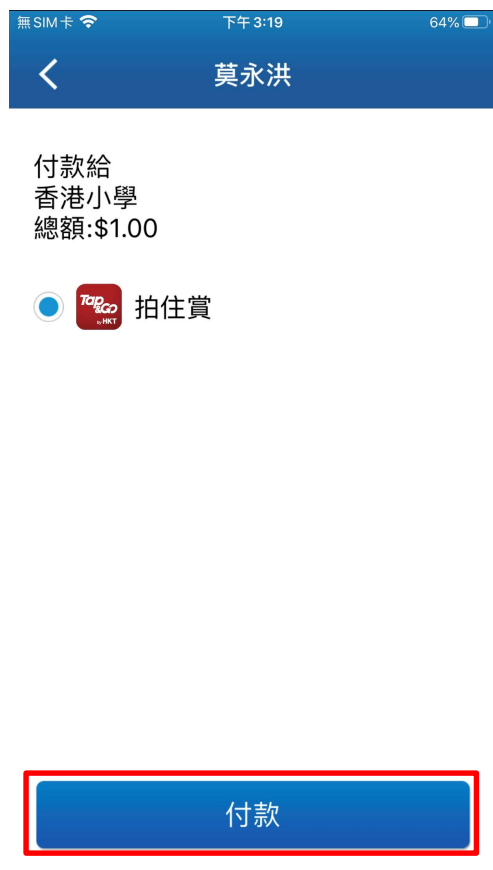 無SIM卡 下午3:19 64%
莫永洪
付款給
香港小學
總額:$1.00
Tap
&Go
by HKT
拍住賞
付款